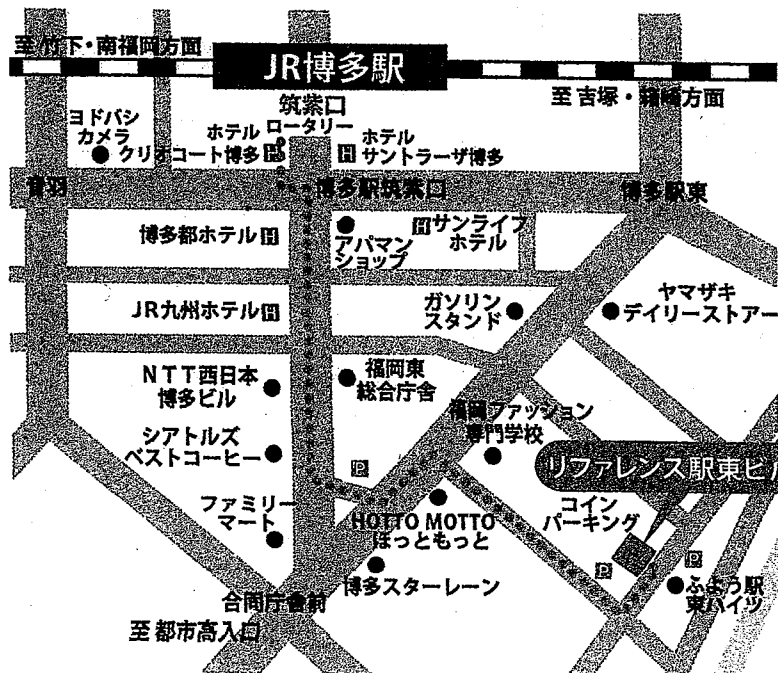 至 竹下・南福岡方面
JR博多駅
至 吉塚・箱崎方面
筑紫口
ロータリー
ヨドバシ
カメラ
ホテル
クリオコート博多 H
H ホテル
サントラーザ博多
音羽
博多駅筑紫口
博多駅東
博多都ホテル H
アパマン
ショップ
H サンライフ
ホテル
JR九州ホテル H
ガソリン
スタンド
ヤマザキ
デイリーストアー
NTT西日本
博多ビル
福岡東
総合庁舎
福岡ファッション
専門学校
シアトルズ
ベストコーヒー
P
リファレンス駅東ビル
ファミリー
マート
HOTTO MOTTO
ほっともっと
コイン
パーキング
P
P
博多スターレーン
ふよう駅
東ハイツ
合同庁舎前
至 都市高入口